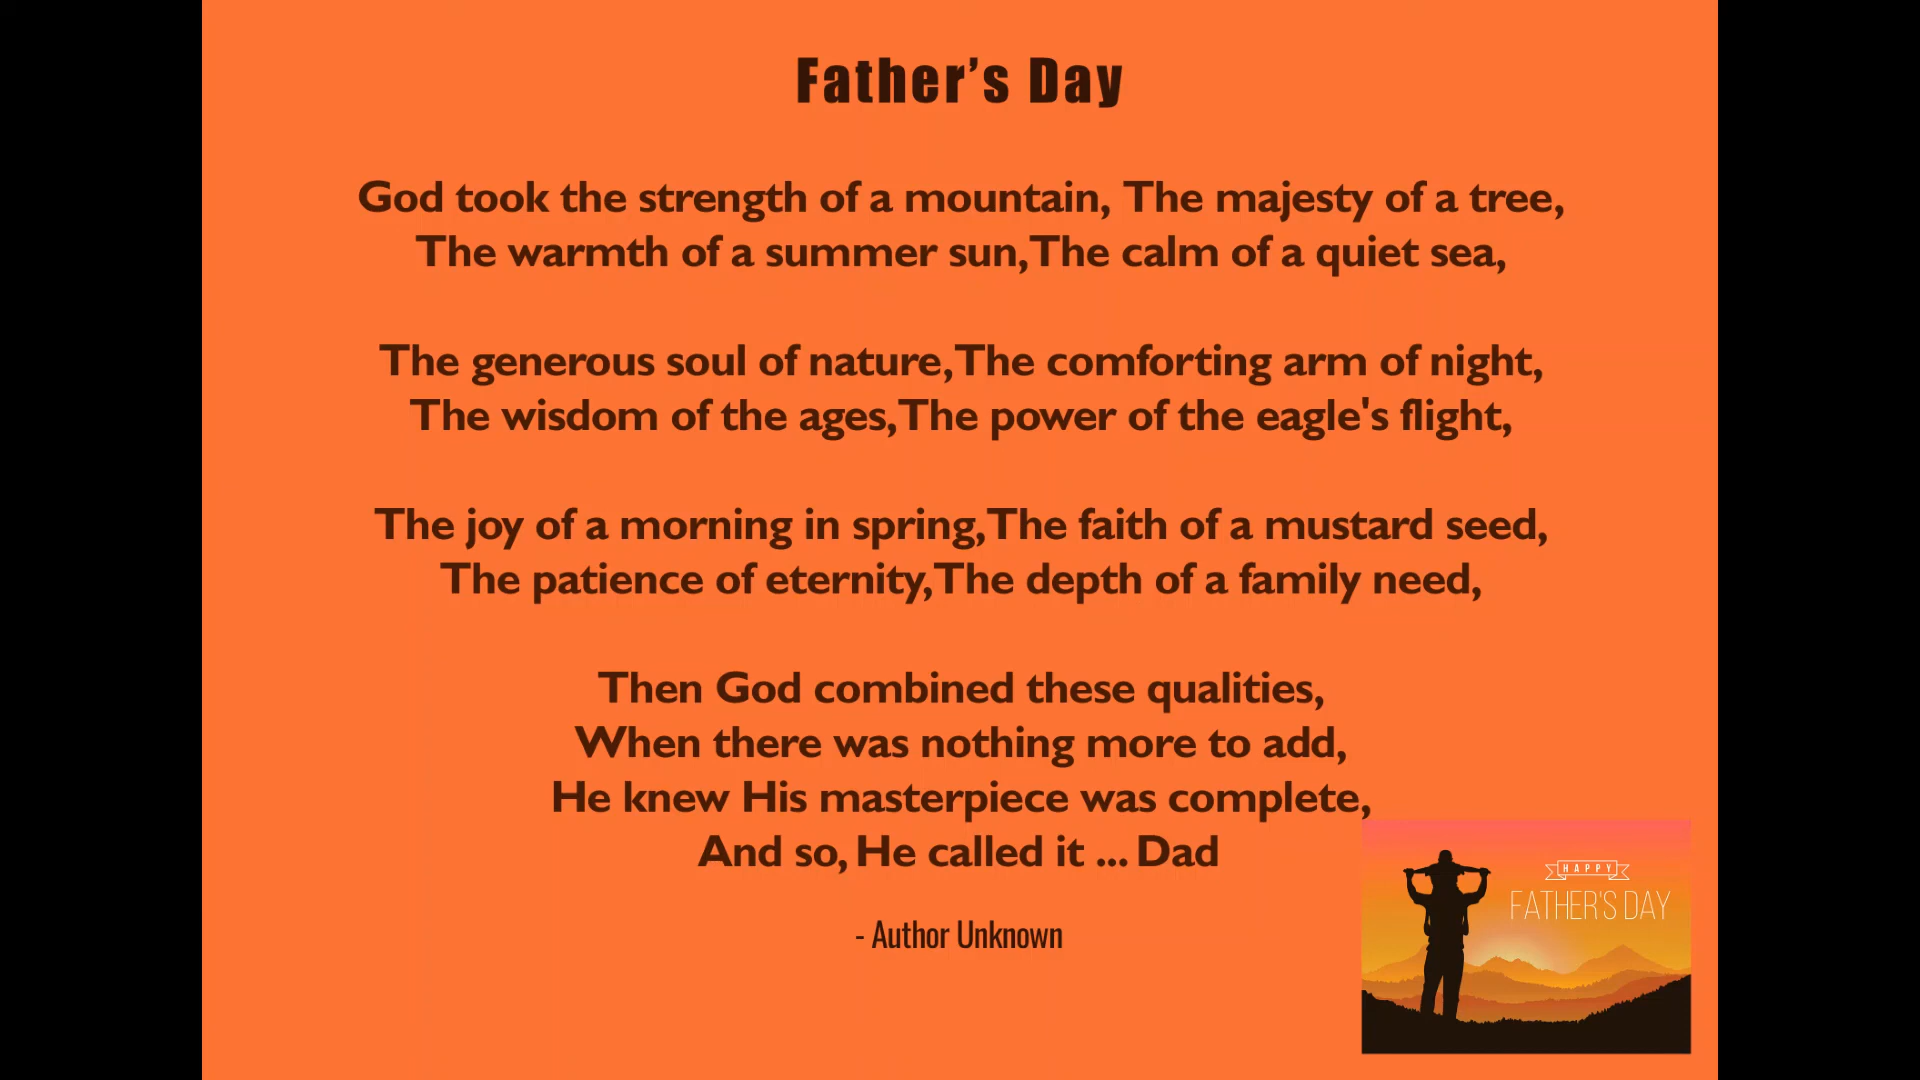 Father’s Day
God took the strength of a mountain, The majesty of a tree,
The warmth of a summer sun,The calm of a quiet sea,
The generous soul of nature,The comforting arm of night,
The wisdom of the ages,The power of the eagle's flight,
The joy of a morning in spring,The faith of a mustard seed,
The patience of eternity,The depth of a family need,
Then God combined these qualities,
When there was nothing more to add,
He knew His masterpiece was complete,
And so, He called it ... Dad
- Author Unknown
HAPPY
FATHER'S DAY